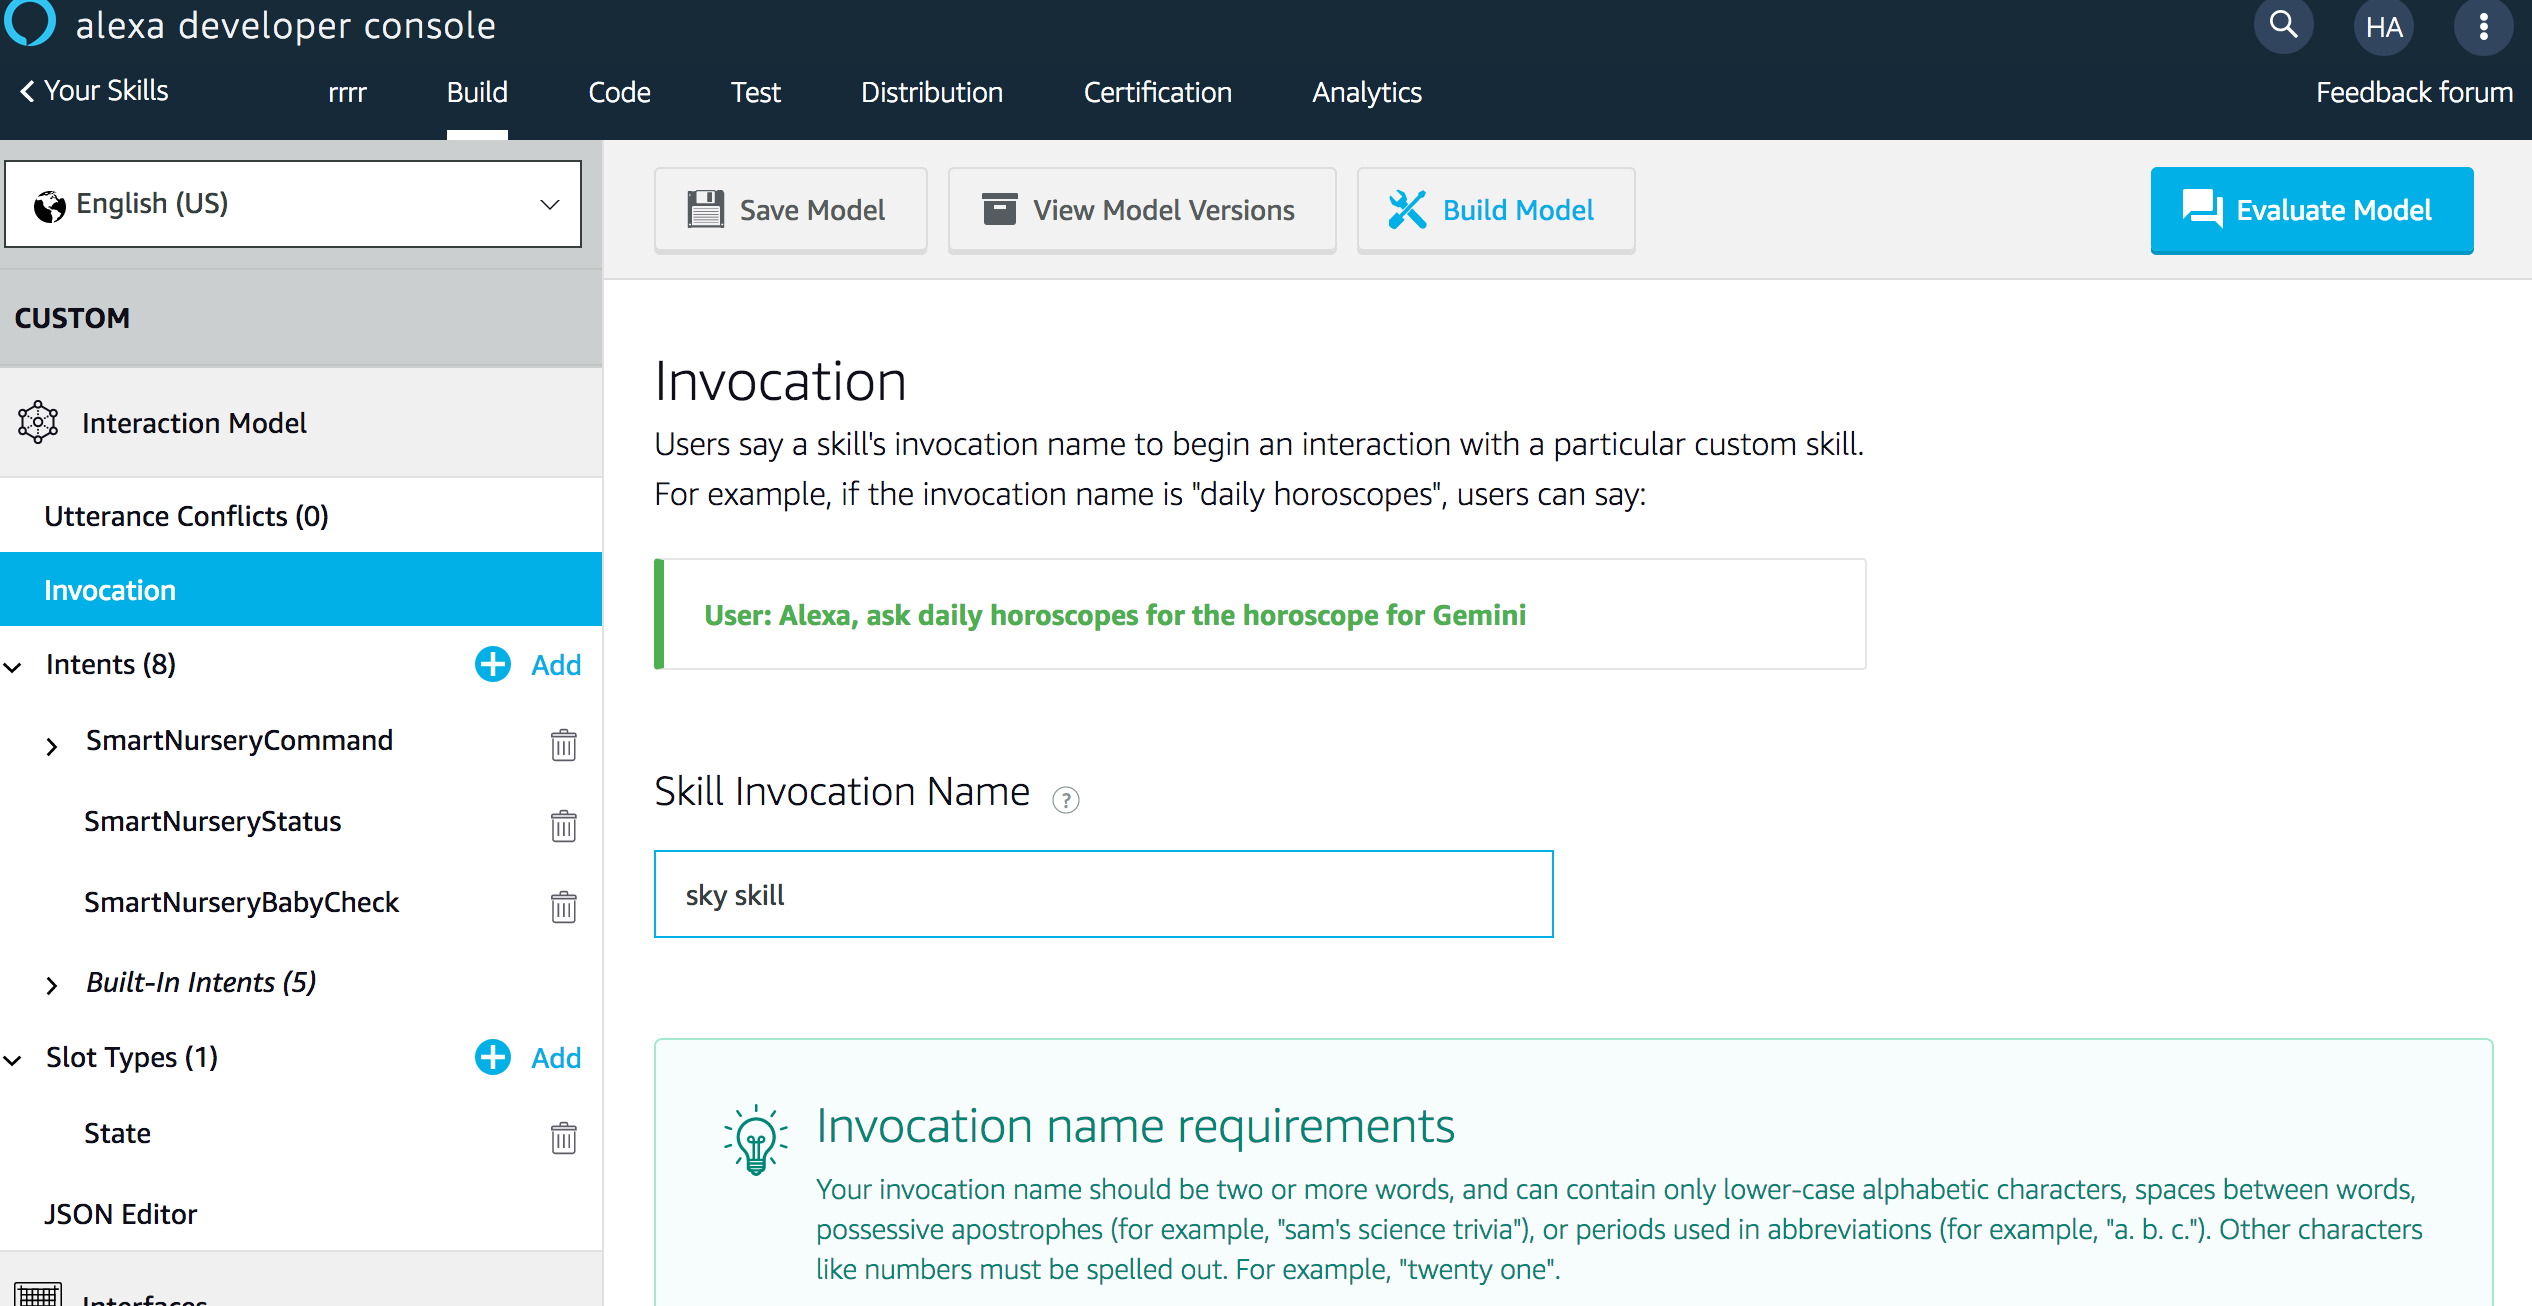 alexa developer console
HA
Your Skills
rrrr
Build
Code
Test
Distribution
Certification
Analytics
Feedback forum
English (US)
Save Model
View Model Versions
Build Model
Evaluate Model
CUSTOM
Interaction Model
Utterance Conflicts (0)
Invocation
Intents (8)
Add
SmartNurseryCommand
SmartNurseryStatus
SmartNurseryBabyCheck
Built-In Intents (5)
Slot Types (1)
Add
State
JSON Editor
Interfaces
Invocation
Users say a skill's invocation name to begin an interaction with a particular custom skill.
For example, if the invocation name is "daily horoscopes", users can say:
User: Alexa, ask daily horoscopes for the horoscope for Gemini
Skill Invocation Name
?
sky skill
Invocation name requirements
Your invocation name should be two or more words, and can contain only lower-case alphabetic characters, spaces between words,
possessive apostrophes (for example, "sam's science trivia"), or periods used in abbreviations (for example, "a. b. c."). Other characters
like numbers must be spelled out. For example, "twenty one".